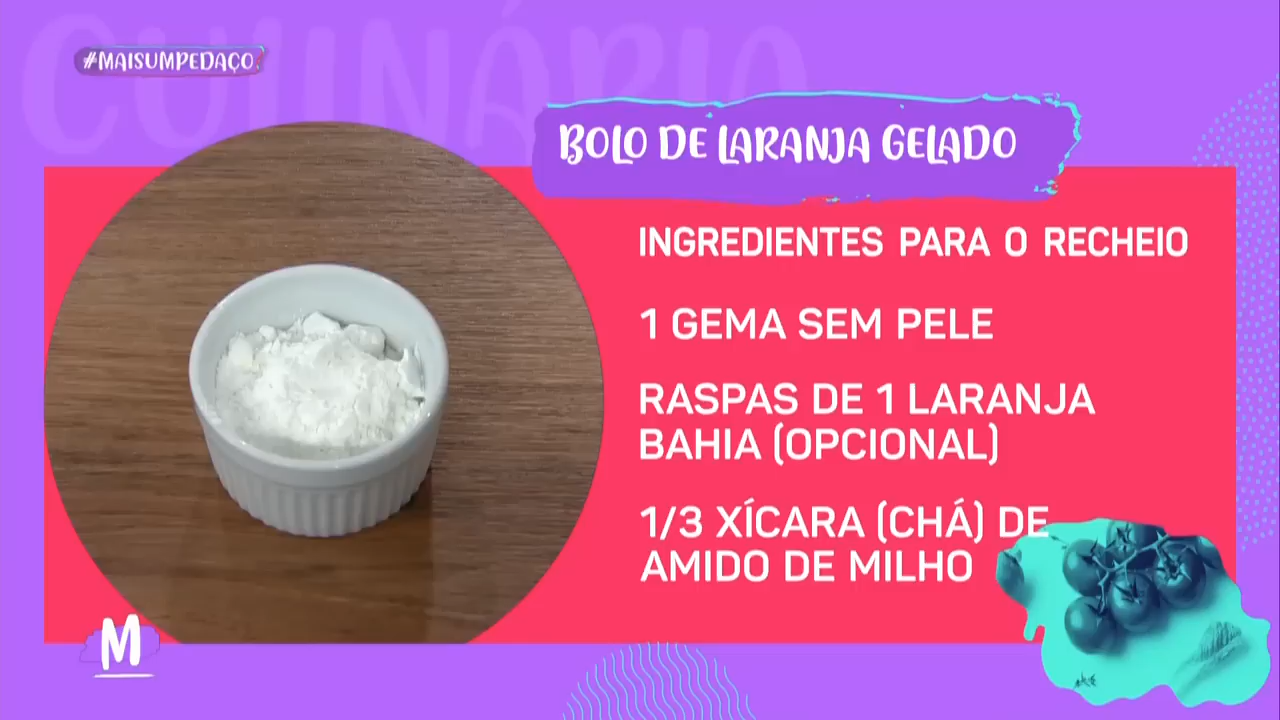 CULINÁRIA
#MAISUMPEDAÇO
BOLO DE LARANJA GELADO
INGREDIENTES PARA O RECHEIO
1 GEMA SEM PELE
RASPAS DE 1 LARANJA
BAHIA (OPCIONAL)
1/3 XÍCARA (CHÁ) DE
AMIDO DE MILHO
M